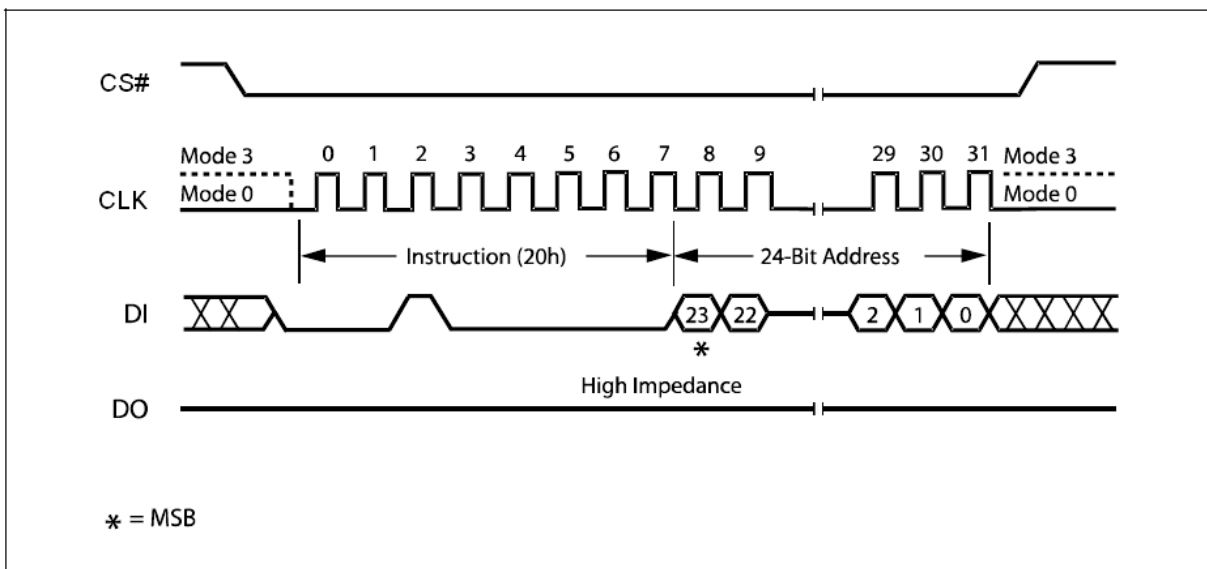 CS#
Mode 3 0 1 2 3 4 5 6 7 8 9 29 30 31 Mode 3
CLK Mode 0 Mode 0
Instruction (20h) 24-Bit Address
DI 23 22 2 1 0
*
High Impedance
DO
* = MSB